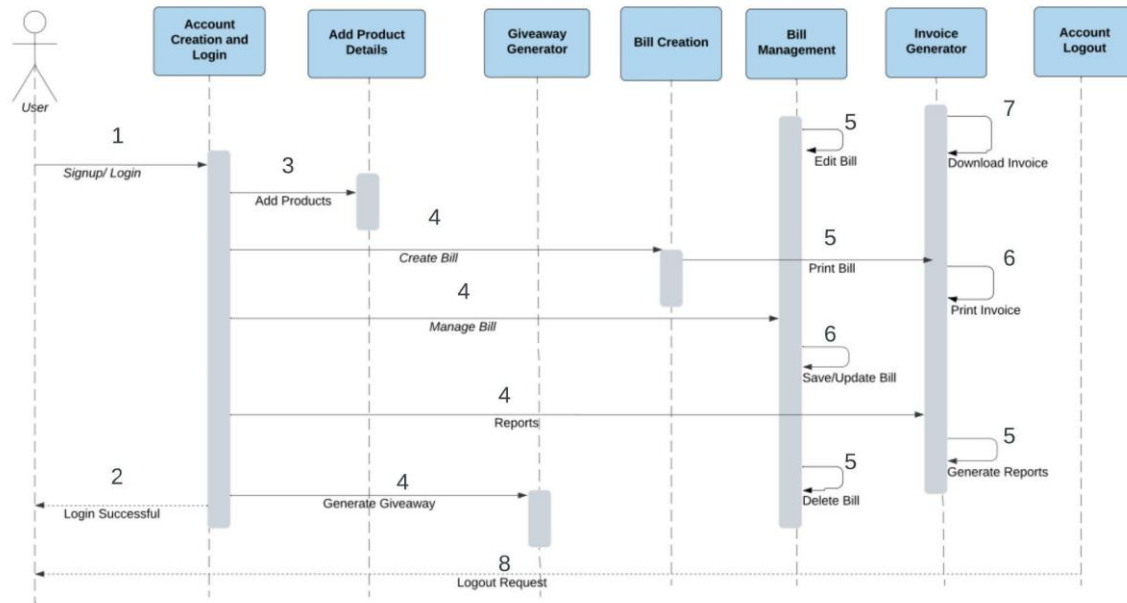 Account
Creation and
Login
Add Product
Details
Giveaway
Generator
Bill Creation
Bill
Management
Invoice
Generator
Account
Logout
User
1
Signup/ Login
3
Add Products
4
Create Bill
5
Print Bill
4
Manage Bill
5
Edit Bill
7
Download Invoice
6
Print Invoice
6
Save/Update Bill
4
Reports
5
Generate Reports
5
Delete Bill
2
Login Successful
4
Generate Giveaway
8
Logout Request